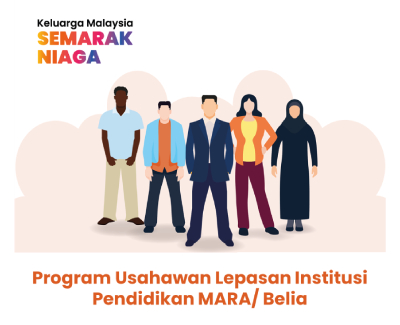 Keluarga Malaysia
SEMARAK
NIAGA
Program Usahawan Lepasan Institusi
Pendidikan MARA/ Belia